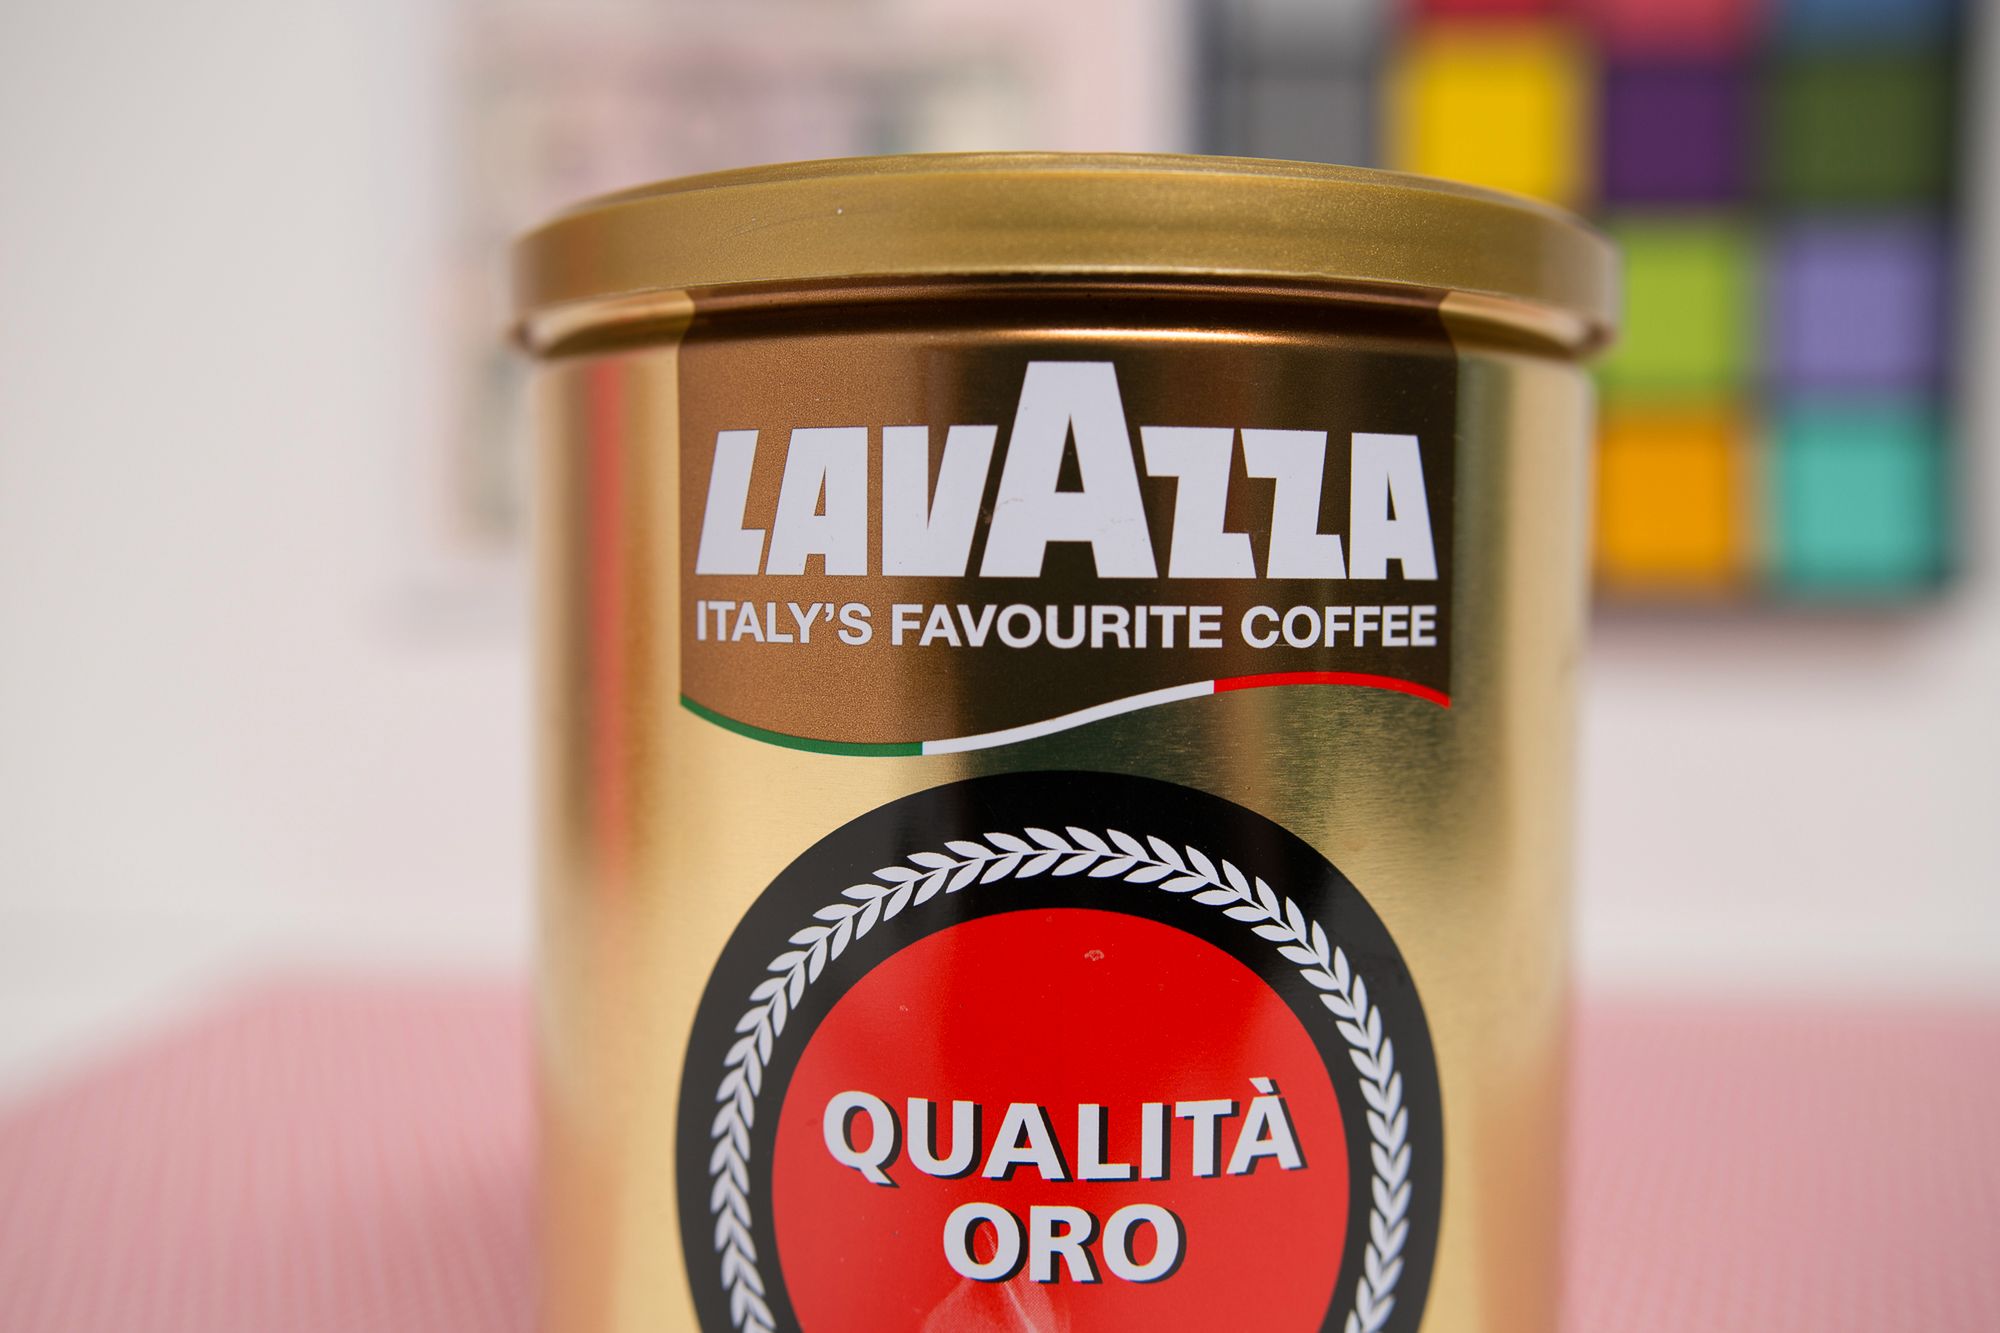 LAVAZZA
ITALY'S FAVOURITE COFFEE
QUALITÀ
ORO